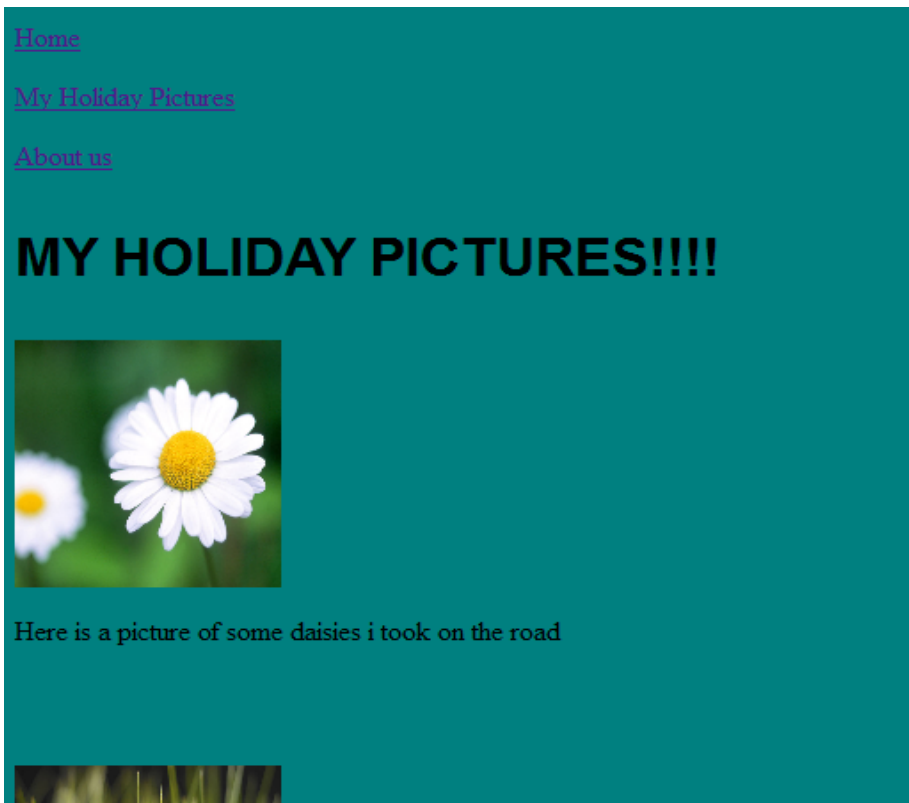 Home
My Holiday Pictures
About us
MY HOLIDAY PICTURES!!!!
Here is a picture of some daisies i took on the road